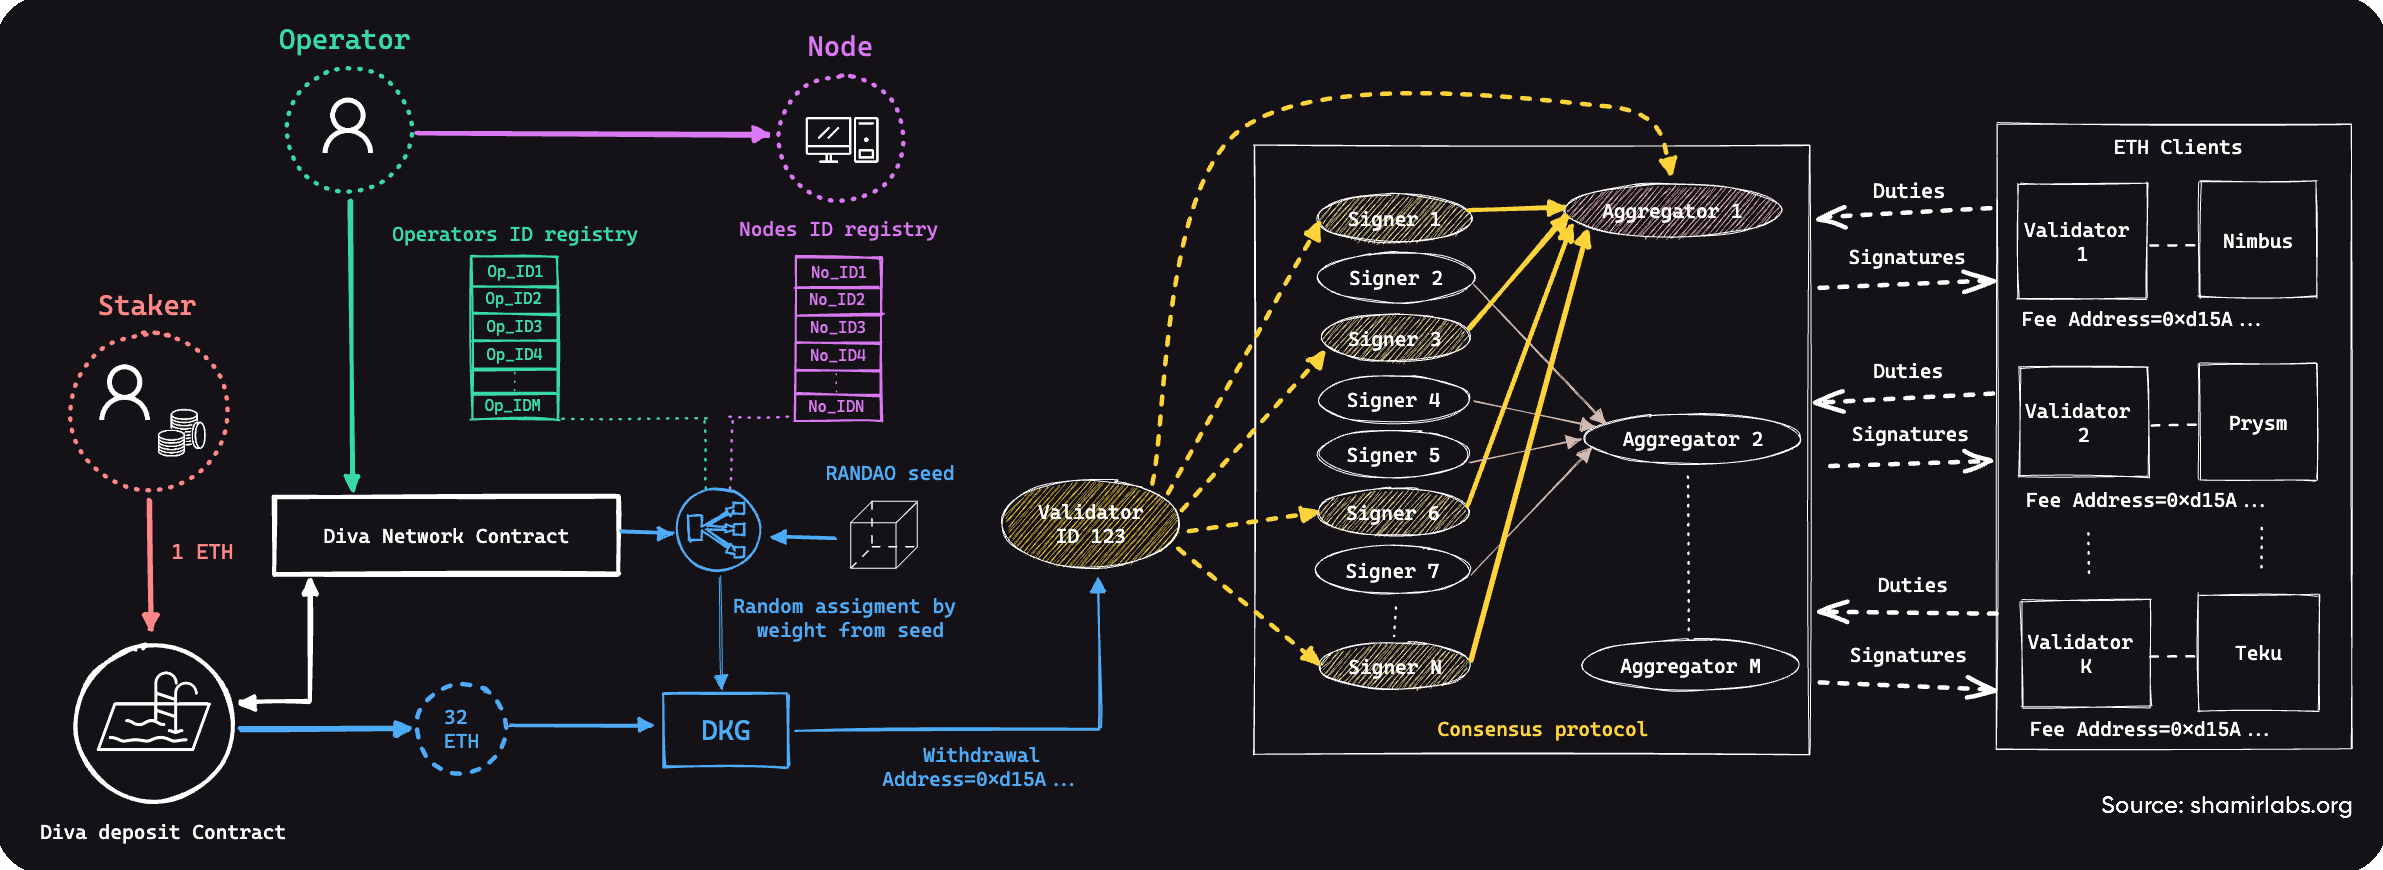 Operator
Node
Operators ID registry
Op_ID1
Op_ID2
Op_ID3
Op_ID4
Op_IDM
Nodes ID registry
No_ID1
No_ID2
No_ID3
No_ID4
No_IDN
Staker
1 ETH
Diva Network Contract
RANDAO seed
Random assigment by
weight from seed
Diva deposit Contract
32
ETH
DKG
Withdrawal
Address=0×d15A...
Validator
ID 123
Signer 1
Signer 2
Signer 3
Signer 4
Signer 5
Signer 6
Signer 7
Signer N
Aggregator 1
Aggregator 2
Aggregator M
Consensus protocol
Duties
Signatures
Duties
Signatures
Duties
Signatures
ETH Clients
Validator
1
Nimbus
Fee Address=0×d15A...
Validator
2
Prysm
Fee Address=0×d15A...
Validator
K
Teku
Fee Address=0×d15A...
Source: shamirlabs.org